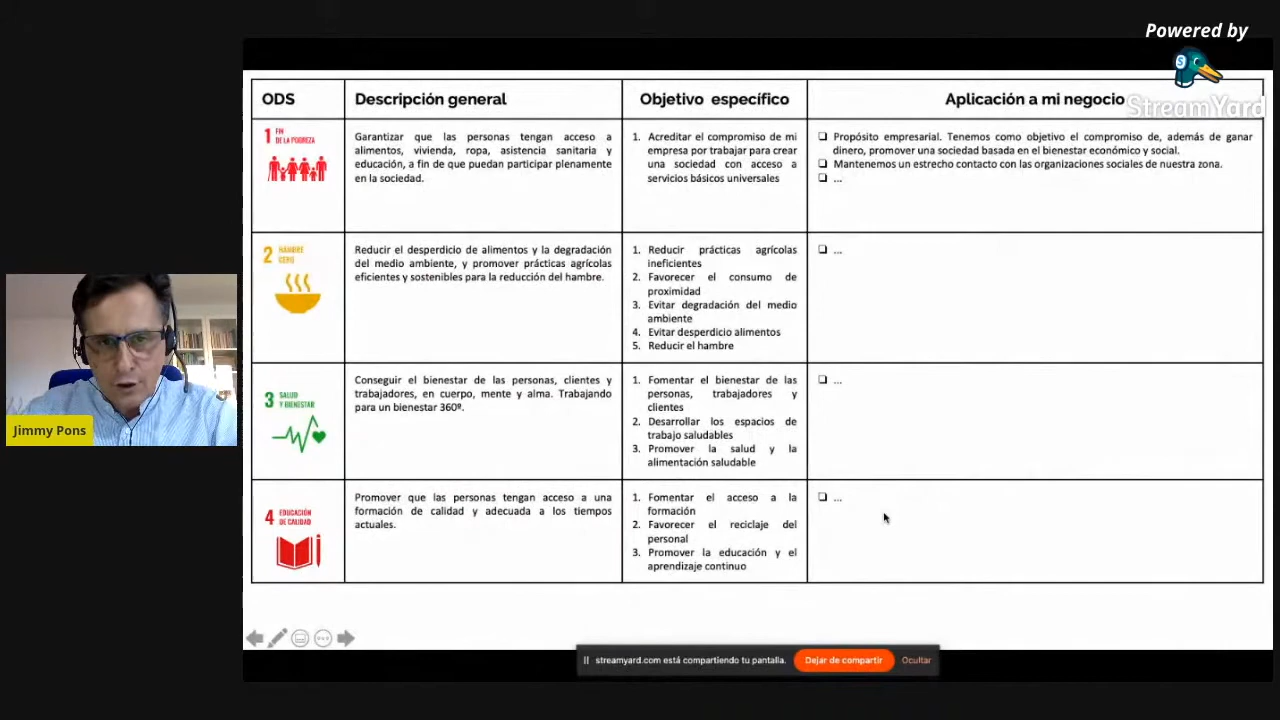 Powered by
StreamYard
ODS
Descripción general
Objetivo específico
Aplicación a mi negocio
1 FIN
DE LA POBREZA
Garantizar que las personas tengan acceso a
alimentos, vivienda, ropa, asistencia sanitaria y
educación, a fin de que puedan participar plenamente
en la sociedad.
1. Acreditar el compromiso de mi
empresa por trabajar para crear
una sociedad con acceso a
servicios básicos universales
❑ Propósito empresarial. Tenemos como objetivo el compromiso de, además de ganar
dinero, promover una sociedad basada en el bienestar económico y social.
❑ Mantenemos un estrecho contacto con las organizaciones sociales de nuestra zona.
❑ ...
2 HAMBRE
CERO
Reducir el desperdicio de alimentos y la degradación
del medio ambiente, y promover prácticas agrícolas
eficientes y sostenibles para la reducción del hambre.
1. Reducir prácticas agrícolas
ineficientes
2. Favorecer el consumo de
proximidad
3. Evitar degradación del medio
ambiente
4. Evitar desperdicio alimentos
5. Reducir el hambre
❑ ...
3 SALUD
Y BIENESTAR
Conseguir el bienestar de las personas, clientes y
trabajadores, en cuerpo, mente y alma. Trabajando
para un bienestar 360º.
1. Fomentar el bienestar de las
personas, trabajadores y
clientes
2. Desarrollar los espacios de
trabajo saludables
3. Promover la salud y la
alimentación saludable
❑ ...
4 EDUCACIÓN
DE CALIDAD
Promover que las personas tengan acceso a una
formación de calidad y adecuada a los tiempos
actuales.
1. Fomentar el acceso a la
formación
2. Favorecer el reciclaje del
personal
3. Promover la educación y el
aprendizaje continuo
❑ ...
Jimmy Pons
streamyard.com está compartiendo tu pantalla.
Dejar de compartir
Ocultar